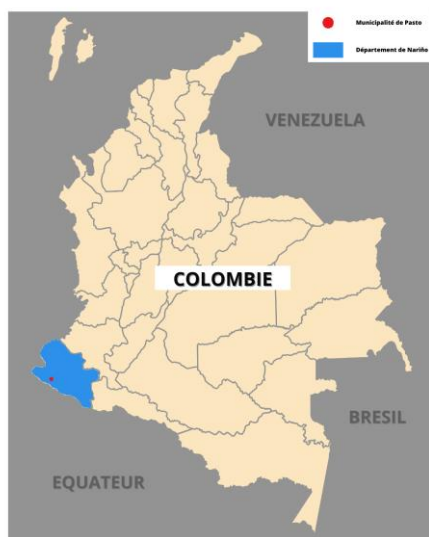 Municipalité de Pasto
Département de Nariño
VENEZUELA
COLOMBIE
BRESIL
EQUATEUR